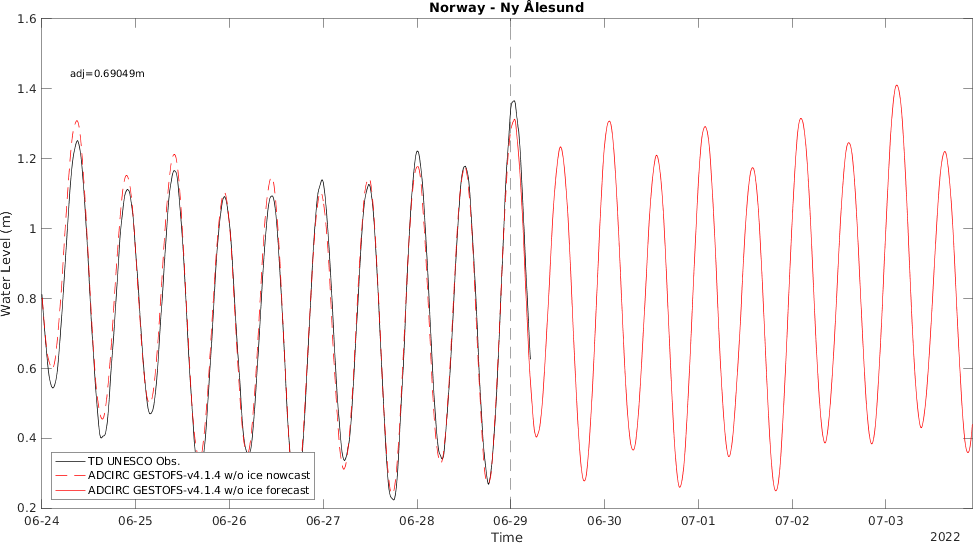 Norway - Ny Ålesund
1.6
1.4
1.2
1
0.8
0.6
0.4
0.2
Water Level (m)
adj=0.69049m
TD UNESCO Obs.
ADCIRC GESTOFS-v4.1.4 w/o ice nowcast
ADCIRC GESTOFS-v4.1.4 w/o ice forecast
06-24 06-25 06-26 06-27 06-28 06-29 06-30 07-01 07-02 07-03
Time
2022